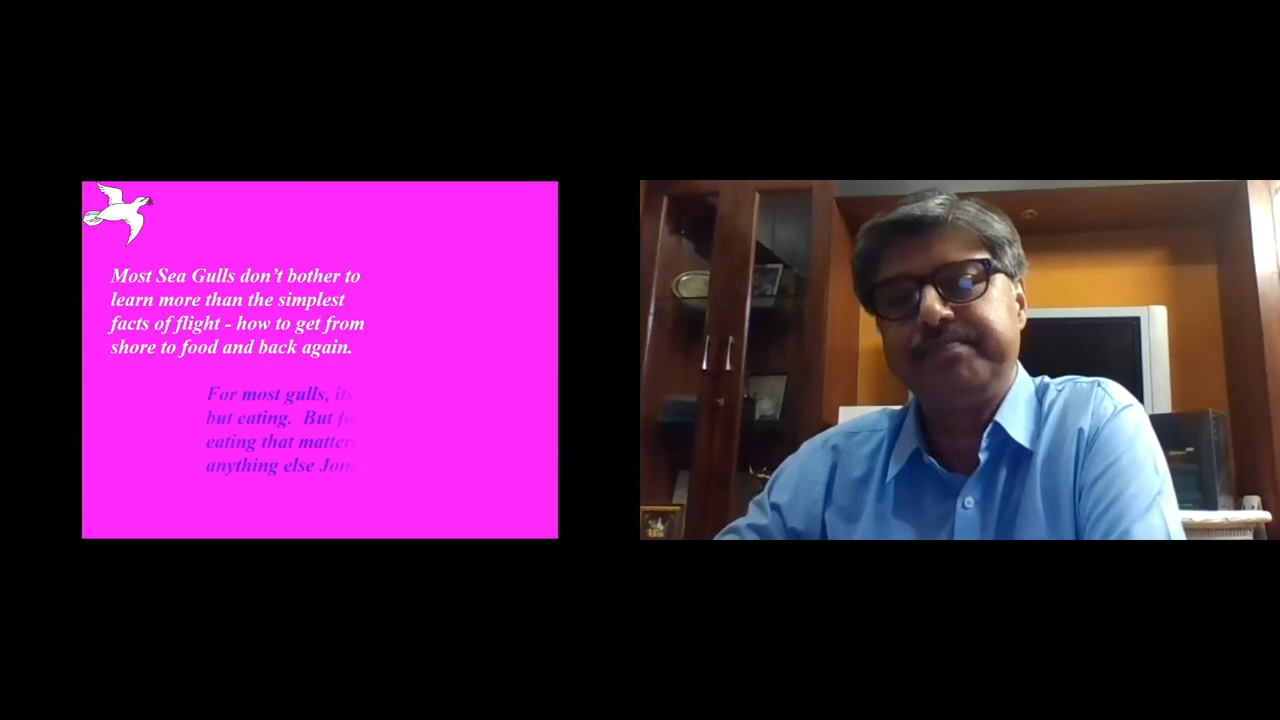 Most Sea Gulls don’t bother to
learn more than the simplest
facts of flight - how to get from
shore to food and back again.
For most gulls, its
but eating. But
eating that
anything else